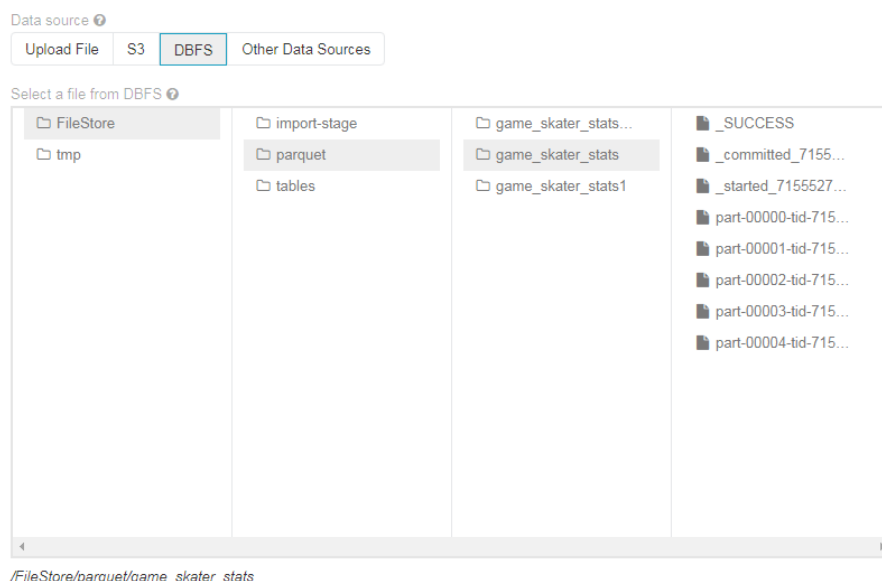 Data source
Upload File S3 DBFS Other Data Sources
Select a file from DBFS
FileStore import-stage game_skater_stats... _SUCCESS
tmp parquet game_skater_stats _committed_7155...
tables game_skater_stats1 _started_7155527...
part-00000-tid-715...
part-00001-tid-715...
part-00002-tid-715...
part-00003-tid-715...
part-00004-tid-715...
/FileStore/parquet/game_skater_stats